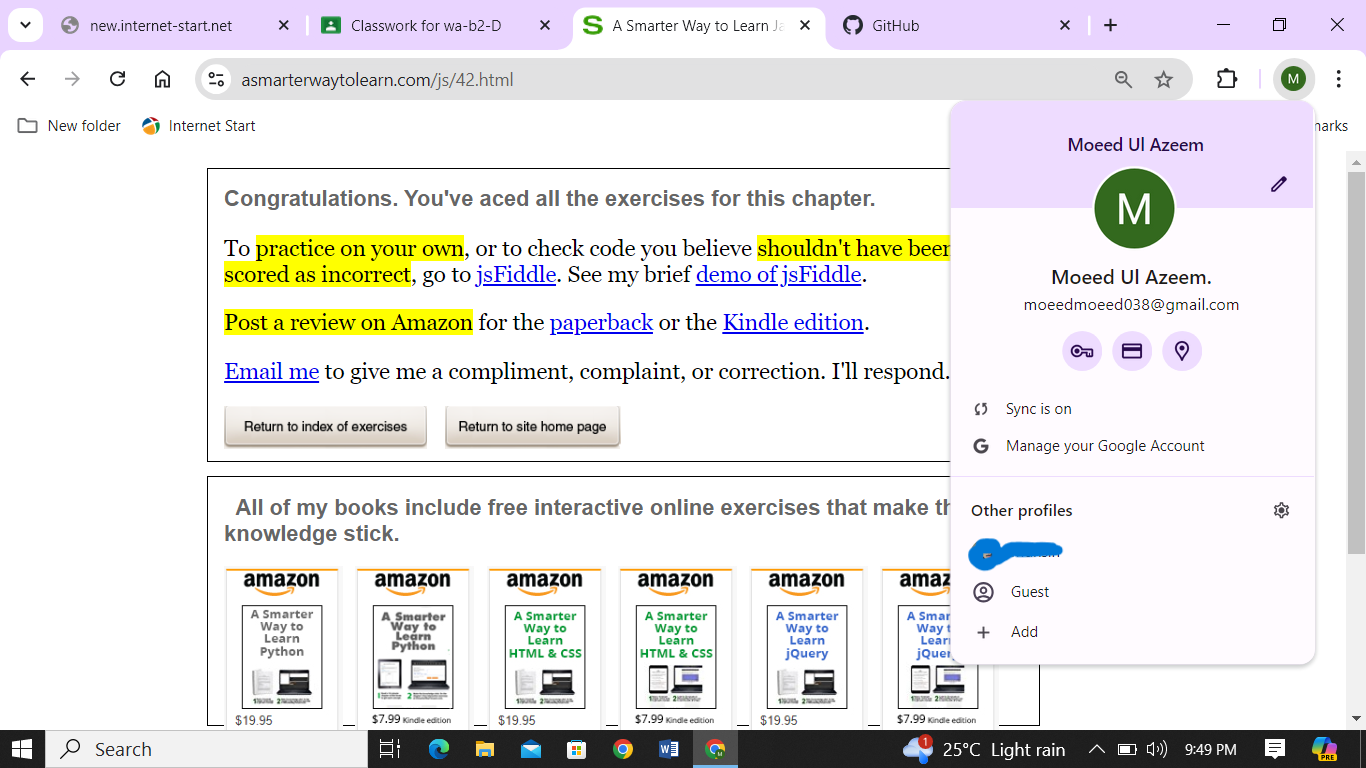 new.internet-start.net
Classwork for wa-b2-D
A Smarter Way to Learn Ja
GitHub
asmarterwaytolearn.com/js/42.html
M
New folder
Internet Start
marks
Moeed Ul Azeem
M
Moeed Ul Azeem.
moeedmoeed038@gmail.com
Sync is on
Manage your Google Account
Other profiles
Guest
Add
Congratulations. You've aced all the exercises for this chapter.
To practice on your own, or to check code you believe shouldn't have been
scored as incorrect, go to jsFiddle. See my brief demo of jsFiddle.
Post a review on Amazon for the paperback or the Kindle edition.
Email me to give me a compliment, complaint, or correction. I'll respond.
Return to index of exercises
Return to site home page
All of my books include free interactive online exercises that make th
knowledge stick.
amazon
A Smarter
Way to
Learn
Python
$19.95
amazon
A Smarter
Way to
Learn
Python
$7.99 Kindle edition
amazon
A Smarter
Way to
Learn
HTML & CSS
$19.95
amazon
A Smarter
Way to
Learn
HTML & CSS
$7.99 Kindle edition
amazon
A Smarter
Way to
Learn
jQuery
$19.95
ama
A Smar
Way t
Learr
jQuer
$7.99 Kindle edition
Search
1
25°C Light rain
9:49 PM
PRE